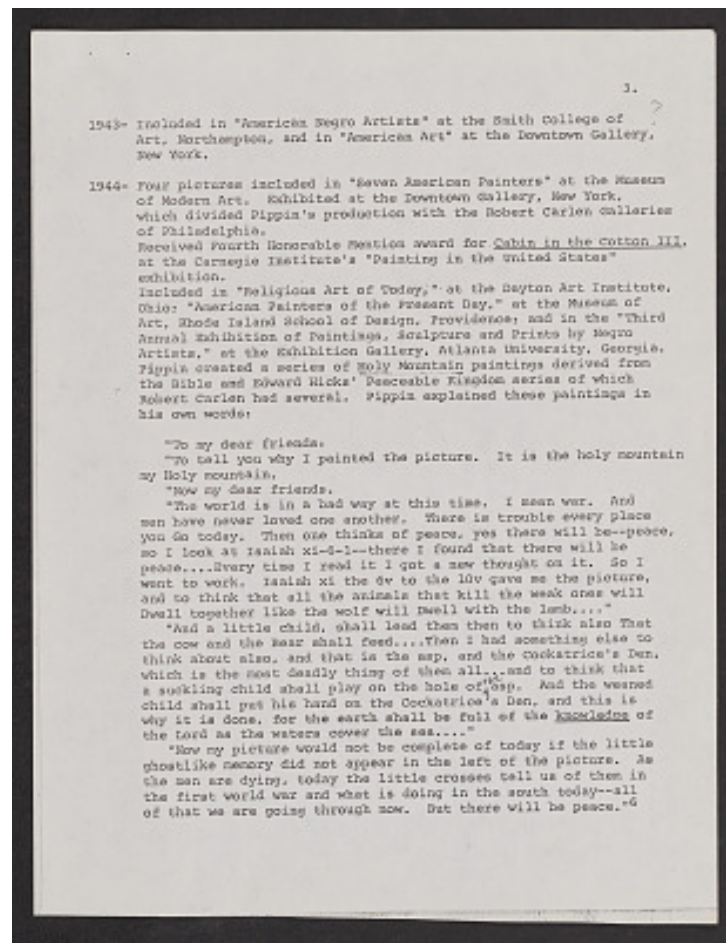 3.
?
1943- Included in "American Negro Artists" at the Smith College of
Art, Northampton, and in "American Art" at the Downtown Gallery,
New York.
1944- Four pictures included in "Seven American Painters" at the Museum
of Modern Art. Exhibited at the Downtown Gallery, New York,
which divided Pippin's production with the Robert Carlen Galleries
of Philadelphia.
Received Fourth Honorable Mention award for Cabin in the Cotton III,
at the Carnegie Institute's "Painting in the United States"
exhibition.
Included in "Religious Art of Today," at the Dayton Art Institute,
Ohio; "American Painters of the Present Day," at the Museum of
Art, Rhode Island School of Design, Providence; and in the "Third
Annual Exhibition of Paintings, Sculpture and Prints by Negro
Artists," at the Exhibition Gallery, Atlanta University, Georgia.
Pippin created a series of Holy Mountain paintings derived from
the Bible and Edward Hicks' Peaceable Kingdom series of which
Robert Carlen had several. Pippin explained these paintings in
his own words:
"To my dear friends.
"To tell you why I painted the picture. It is the holy mountain
my Holy mountain.
"Now my dear friends.
"The world is in a bad way at this time. I mean war. And
men have never loved one another. There is trouble every place
you Go today. Then one thinks of peace, yes there will be--peace,
so I look at Isaiah xi-6-1--there I found that there will be
peace....Every time I read it I got a new thought on it. So I
went to work. Isaiah xi the 6v to the 10v gave me the picture,
and to think that all the animals that kill the weak ones will
Dwell together like the wolf will Dwell with the lamb...."
"And a little child, shall lead them then to think also That
the cow and the Bear shall feed....Then I had something else to
think about also, and that is the asp, and the Cockatrice's Den,
which is the most deadly thing of them all...and to think that
a suckling child shall play on the hole of the asp. And the weaned
child shall put his hand on the Cockatrice's Den, and this is
why it is done, for the earth shall be full of the knowledge of
the Lord as the waters cover the sea...."
"Now my picture would not be complete of today if the little
ghostlike memory did not appear in the left of the picture. As
the men are dying, today the little crosses tell us of them in
the first world war and what is doing in the south today--all
of that we are going through now. But there will be peace."6